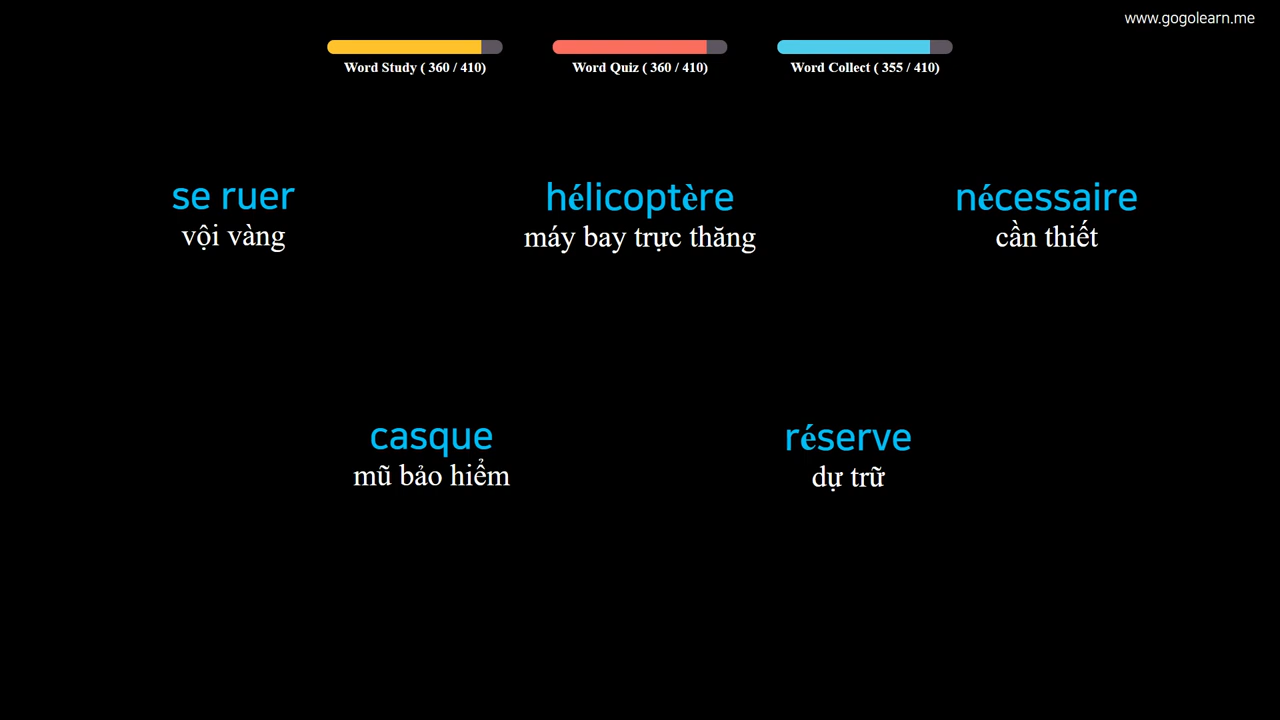 www.gogolearn.me
Word Study ( 360 / 410)
Word Quiz ( 360 / 410)
Word Collect ( 355 / 410)
se ruer
vội vàng
hélicoptère
máy bay trực thăng
nécessaire
cần thiết
casque
mũ bảo hiểm
réserve
dự trữ